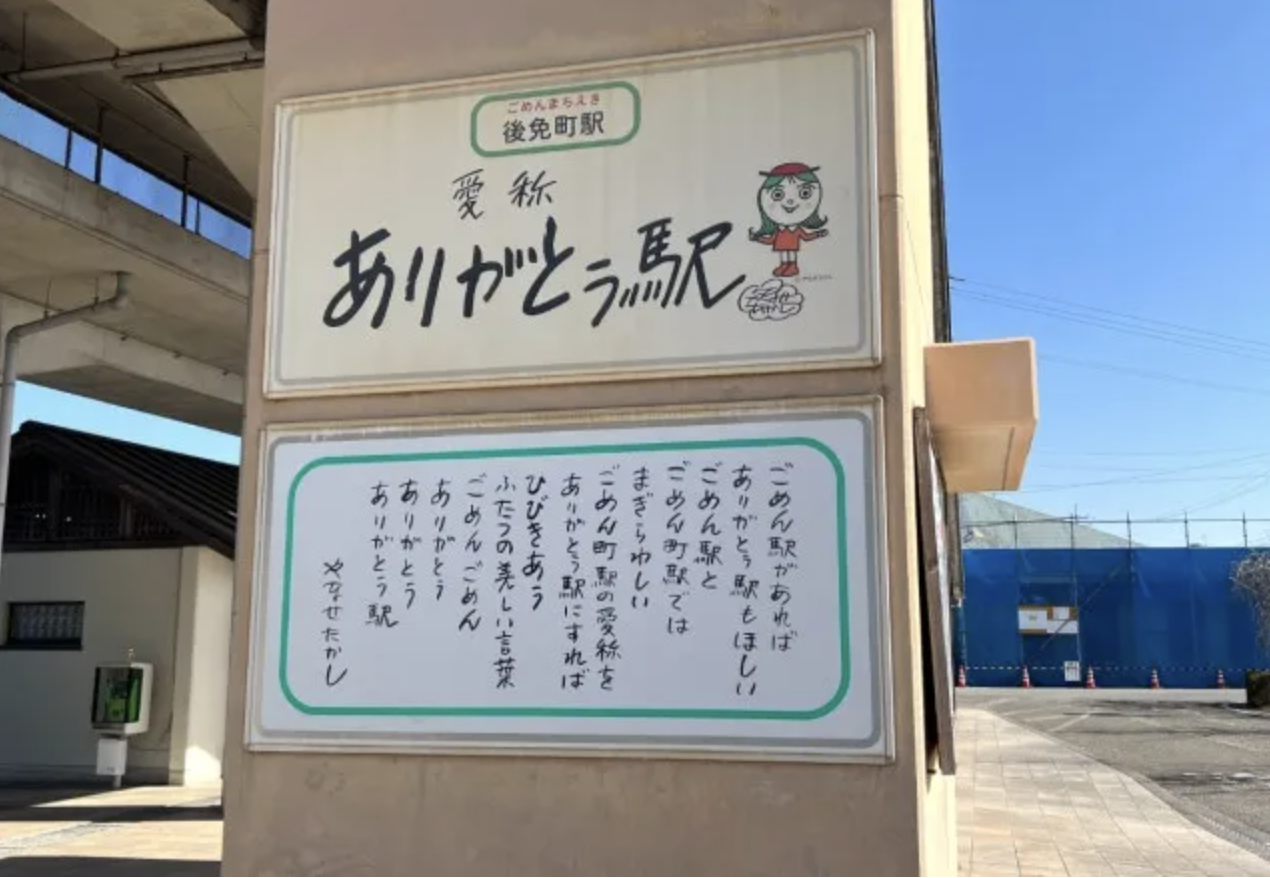 ごめんまちえき
後免町駅
愛称
ありがとう駅
やなせ
たかし
ごめん駅があれば
ありがとう駅もほしい
ごめん駅と
ごめん町駅では
まぎらわしい
ごめん町駅の愛称を
ありがとう駅にすれば
ひびきあう
ふたつの美しい言葉
ごめんごめん
ありがとう
ありがとう
ありがとう駅
やなせたかし